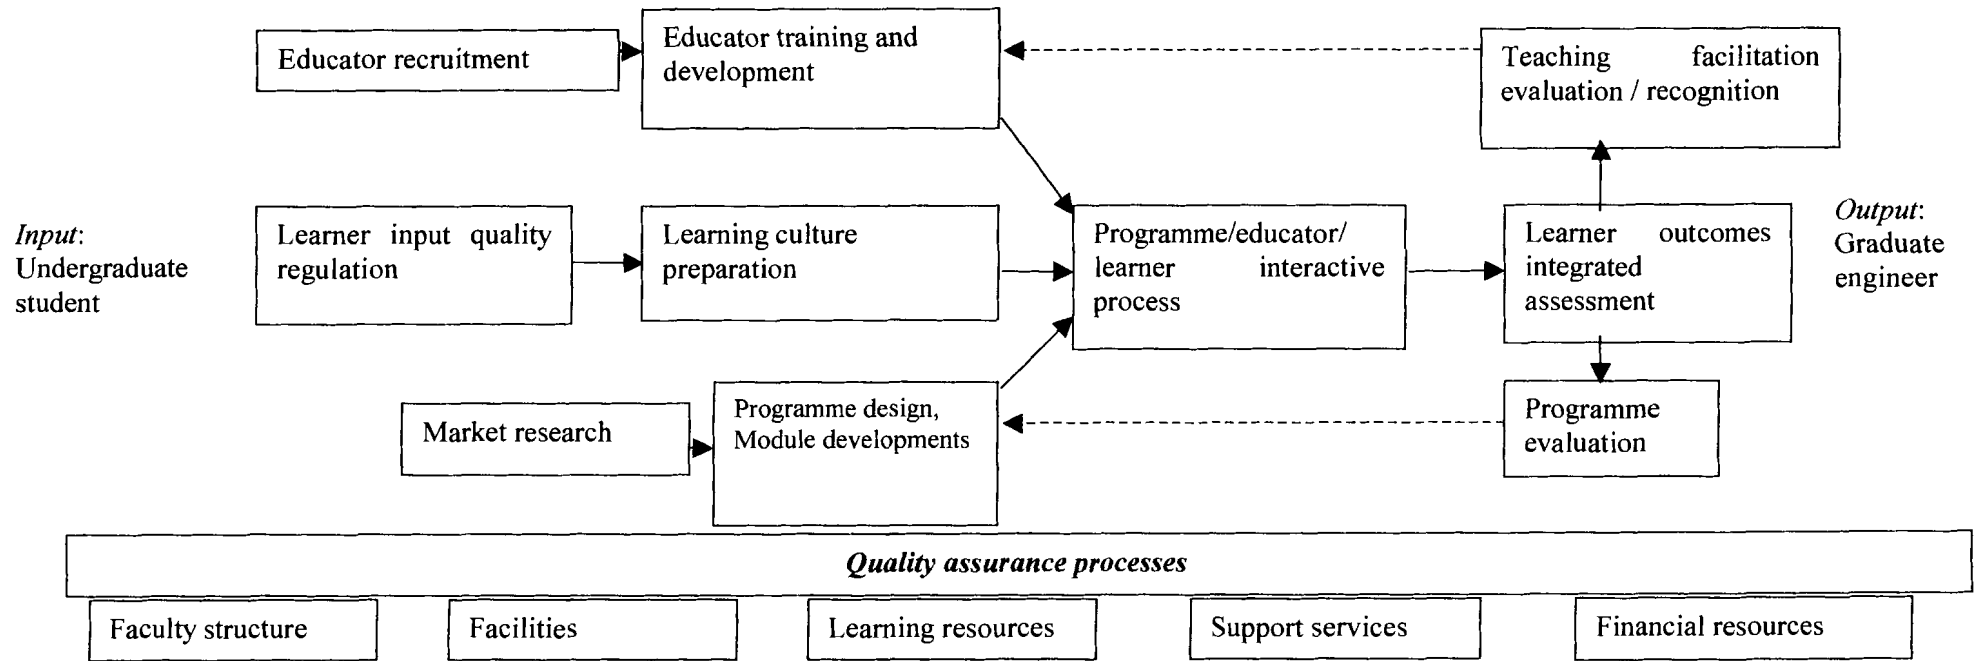 Educator recruitment
Educator training and
development
Teaching facilitation
evaluation / recognition
Input:
Undergraduate
student
Learner input quality
regulation
Learning culture
preparation
Programme/educator/
learner interactive
process
Learner outcomes
integrated
assessment
Output:
Graduate
engineer
Market research
Programme design,
Module developments
Programme
evaluation
Quality assurance processes
Faculty structure
Facilities
Learning resources
Support services
Financial resources